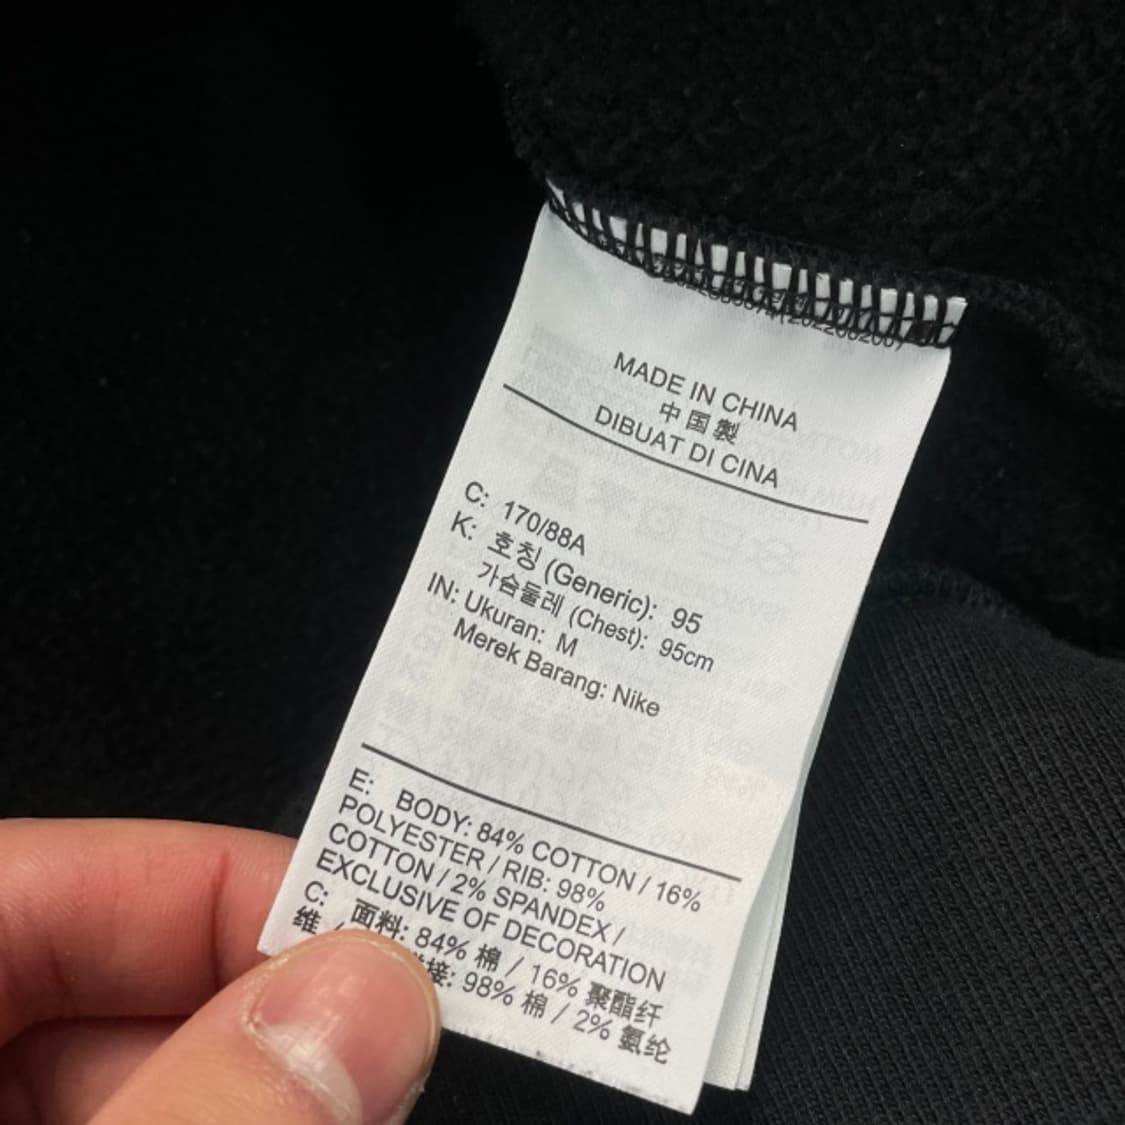 MADE IN CHINA
中国製
DIBUAT DI CINA
C: 170/88A
K: 호칭 (Generic): 95
가슴둘레 (Chest): 95cm
IN: Ukuran: M
Merek Barang: Nike
E: BODY: 84% COTTON / 16%
POLYESTER / RIB: 98%
COTTON / 2% SPANDEX /
EXCLUSIVE OF DECORATION
C: 面料: 84% 棉 / 16% 聚酯纤
维 / 接: 98% 棉 / 2% 氨纶